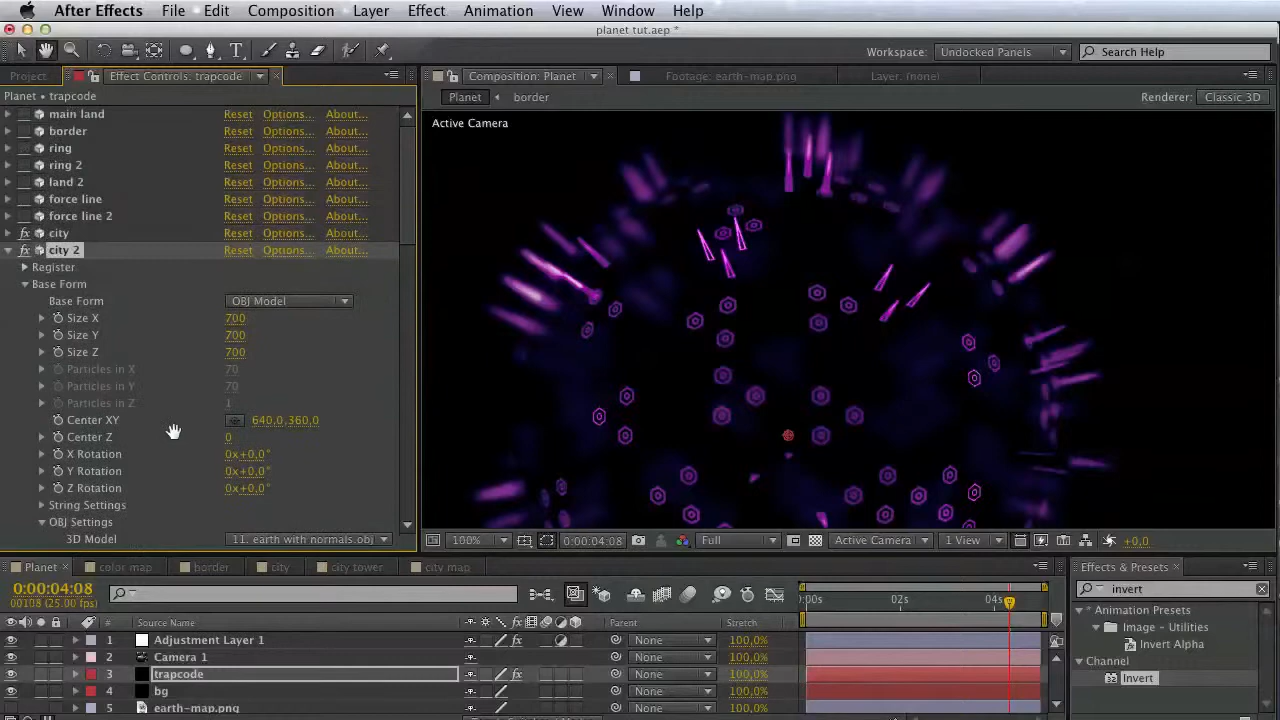 After Effects File Edit Composition Layer Effect Animation View Window Help
planet tut.aep *
Workspace: Undocked Panels Search Help
Project Effect Controls: trapcode Composition: Planet Footage: earth-map.png Layer: (none)
Planet • trapcode
Planet border Renderer: Classic 3D
main land Reset Options... About...
Active Camera
border Reset Options... About...
ring Reset Options... About...
ring 2 Reset Options... About...
land 2 Reset Options... About...
force line Reset Options... About...
force line 2 Reset Options... About...
city Reset Options... About...
city 2 Reset Options... About...
Register
Base Form
Base Form OBJ Model
Size X 700
Size Y 700
Size Z 700
Particles in X 70
Particles in Y 70
Particles in Z 1
Center XY 640,0,360,0
Center Z 0
X Rotation 0x+0,0°
Y Rotation 0x+0,0°
Z Rotation 0x+0,0°
String Settings
OBJ Settings
3D Model 11. earth with normals.obj
100% 0:00:04:08 Full Active Camera 1 View +0,0
Planet color map border city city tower city map Effects & Presets
0:00:04:08
00108 (25.00 fps)
invert
:00s 02s 04s
Animation Presets
# Source Name Parent Stretch
Image - Utilities
1 Adjustment Layer 1 None 100,0%
Invert Alpha
2 Camera 1 None 100,0%
Channel
3 trapcode None 100,0%
Invert
4 bg None 100,0%
5 earth-map.png None 100,0%